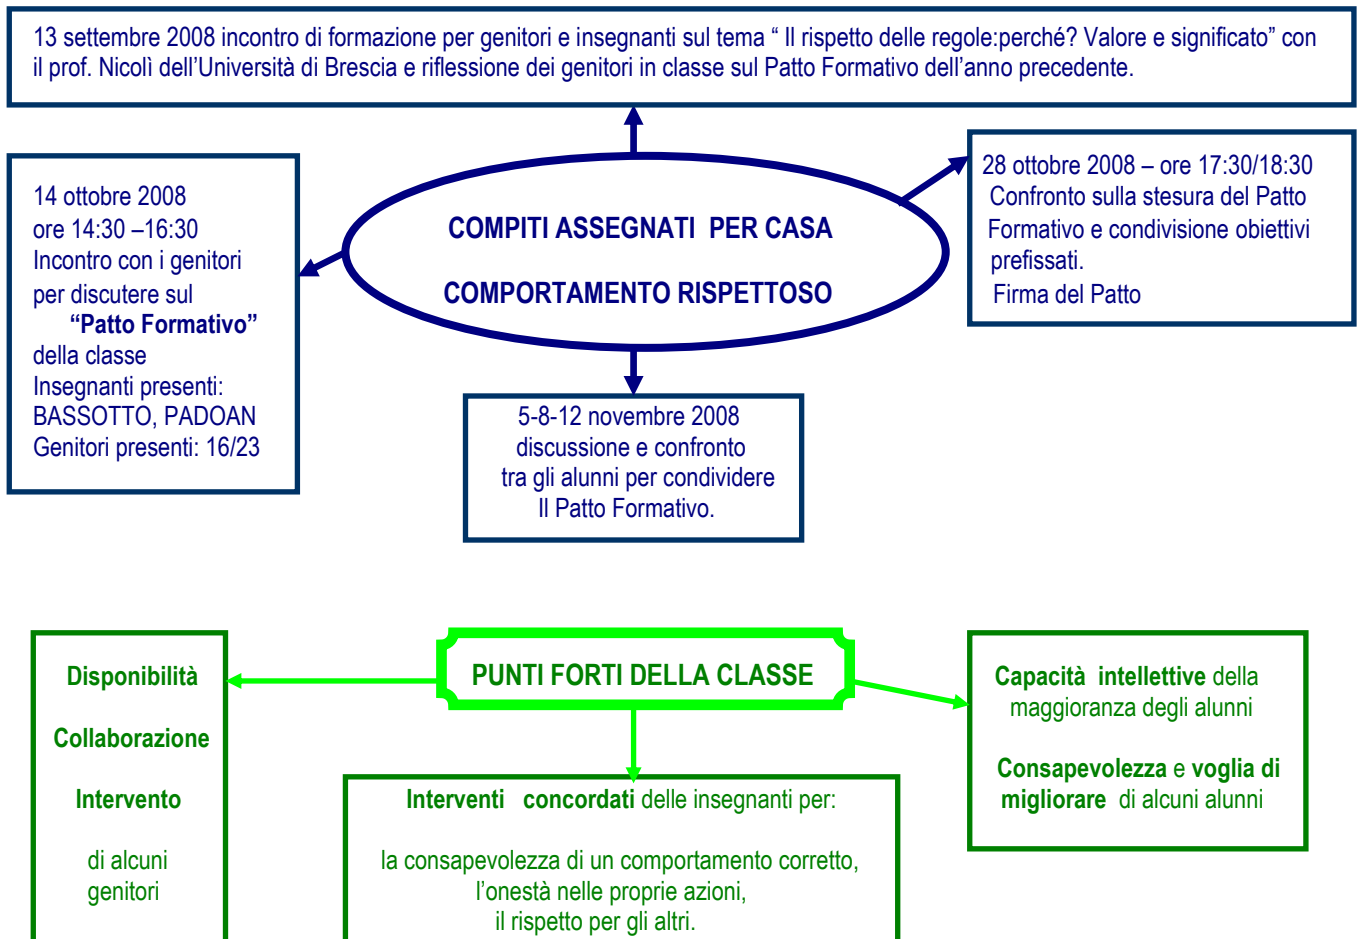 13 settembre 2008 incontro di formazione per genitori e insegnanti sul tema “ Il rispetto delle regole:perché? Valore e significato” con
il prof. Nicolì dell’Università di Brescia e riflessione dei genitori in classe sul Patto Formativo dell’anno precedente.
14 ottobre 2008
ore 14:30 –16:30
Incontro con i genitori
per discutere sul
“Patto Formativo”
della classe
Insegnanti presenti:
BASSOTTO, PADOAN
Genitori presenti: 16/23
COMPITI ASSEGNATI PER CASA
COMPORTAMENTO RISPETTOSO
28 ottobre 2008 – ore 17:30/18:30
Confronto sulla stesura del Patto
Formativo e condivisione obiettivi
prefissati.
Firma del Patto
5-8-12 novembre 2008
discussione e confronto
tra gli alunni per condividere
Il Patto Formativo.
PUNTI FORTI DELLA CLASSE
Disponibilità
Collaborazione
Intervento
di alcuni
genitori
Interventi concordati delle insegnanti per:
la consapevolezza di un comportamento corretto,
l’onestà nelle proprie azioni,
il rispetto per gli altri.
Capacità intellettive della
maggioranza degli alunni
Consapevolezza e voglia di
migliorare di alcuni alunni